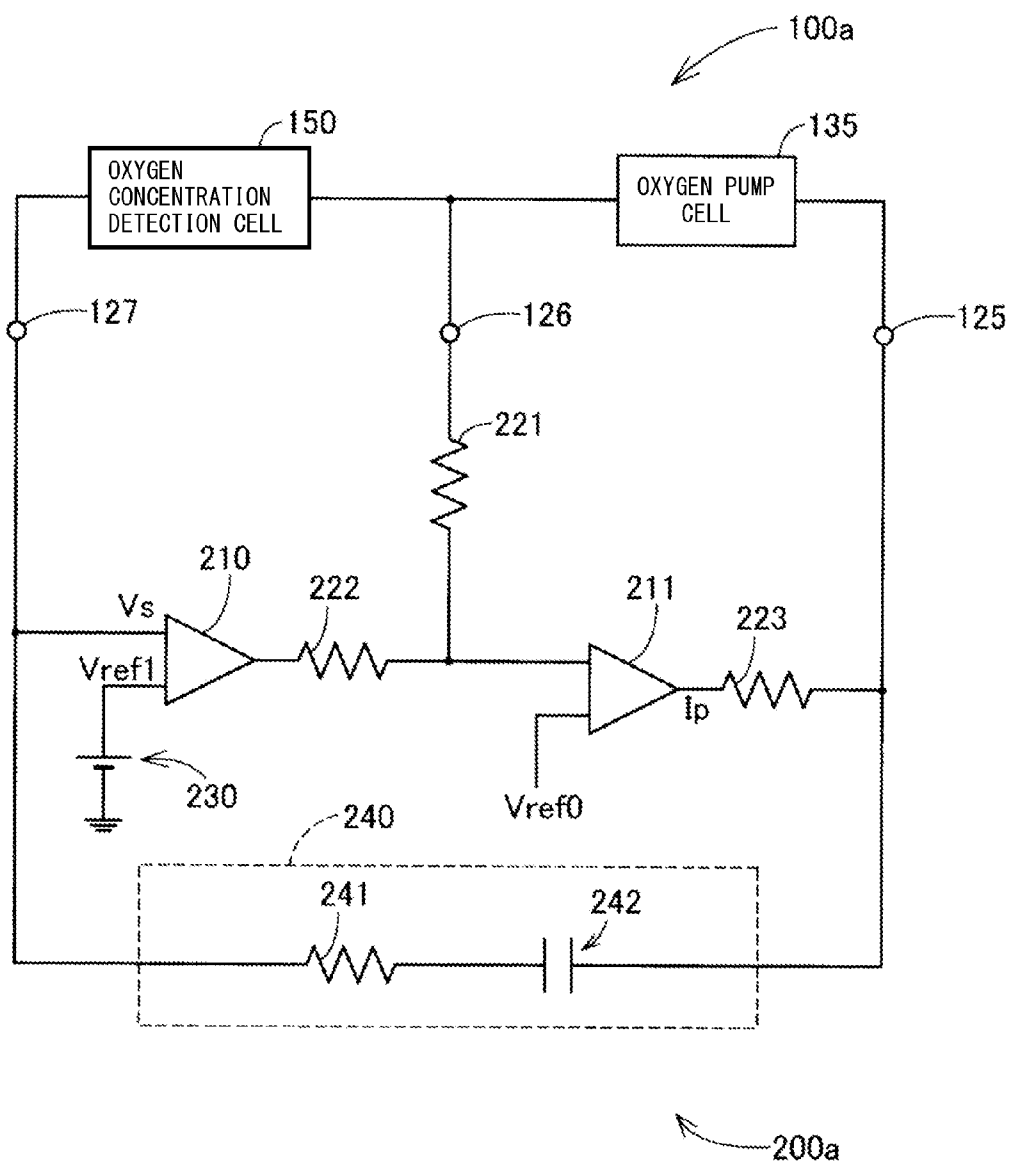 100a
150
135
OXYGEN
CONCENTRATION
DETECTION CELL
OXYGEN PUMP
CELL
127
126
125
221
210
222
211
223
Vs
Vref1
Ip
230
Vref0
240
241
242
200a